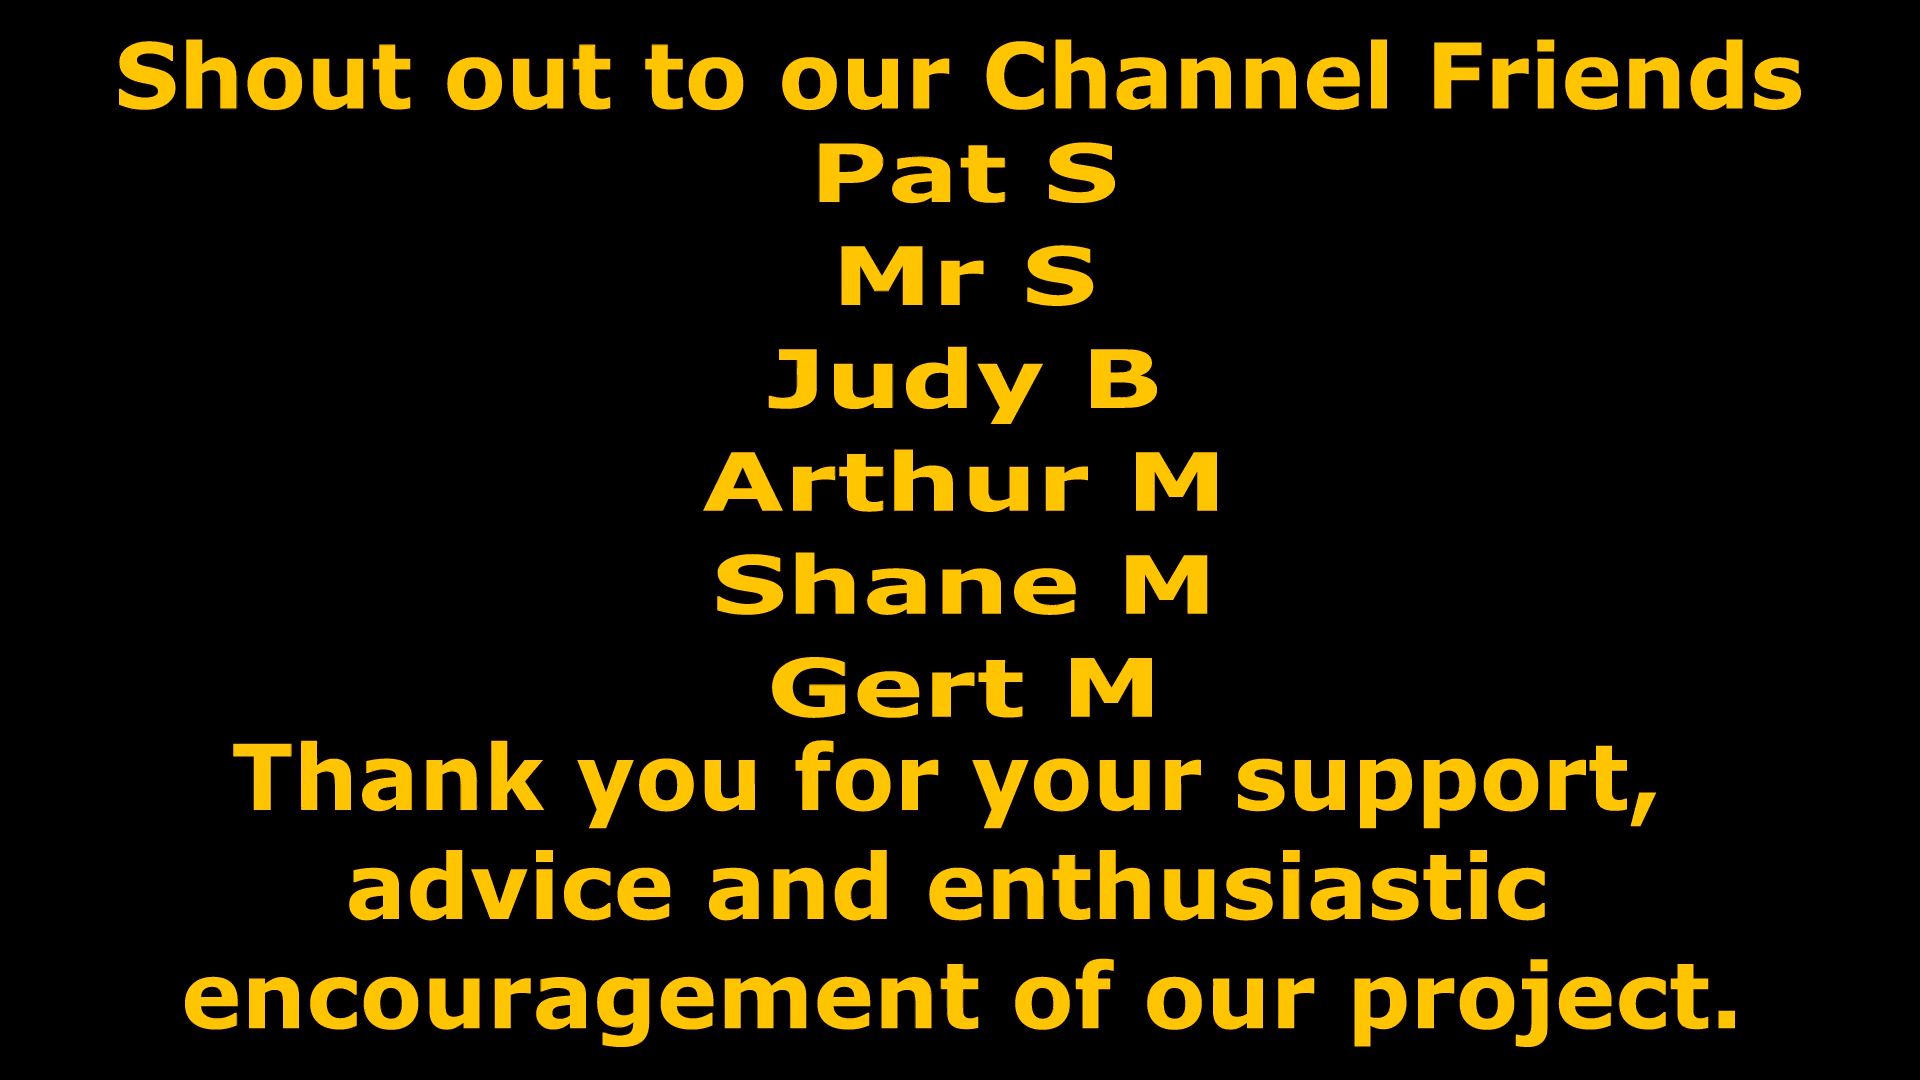 Shout out to our Channel Friends
Pat S
Mr S
Judy B
Arthur M
Shane M
Gert M
Thank you for your support,
advice and enthusiastic
encouragement of our project.